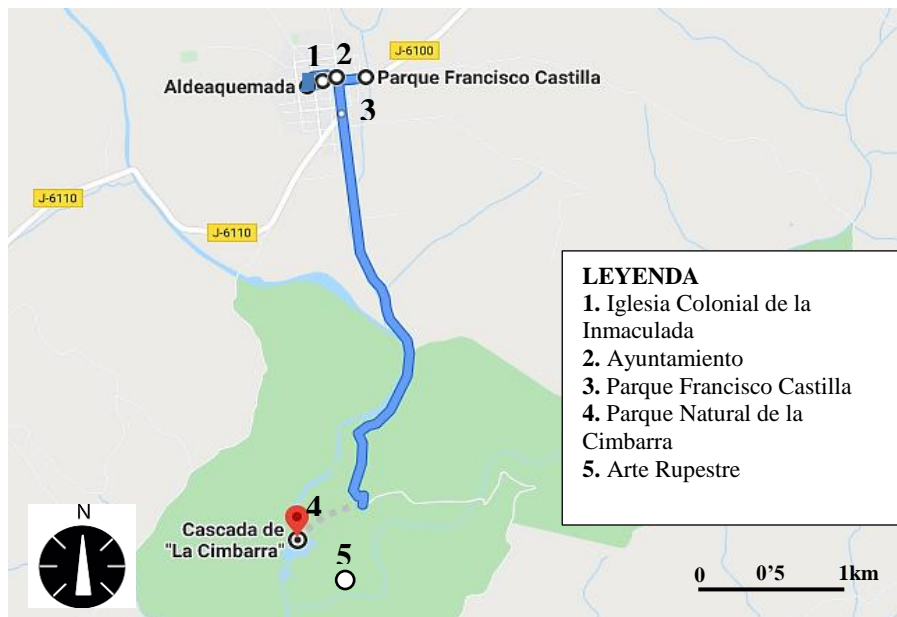 J-6100
1
2
Aldeaquemada
Parque Francisco Castilla
3
J-6110
J-6110
LEYENDA
1. Iglesia Colonial de la
Inmaculada
2. Ayuntamiento
3. Parque Francisco Castilla
4. Parque Natural de la
Cimbarra
5. Arte Rupestre
4
N
Cascada de
"La Cimbarra"
5
0 0'5 1km